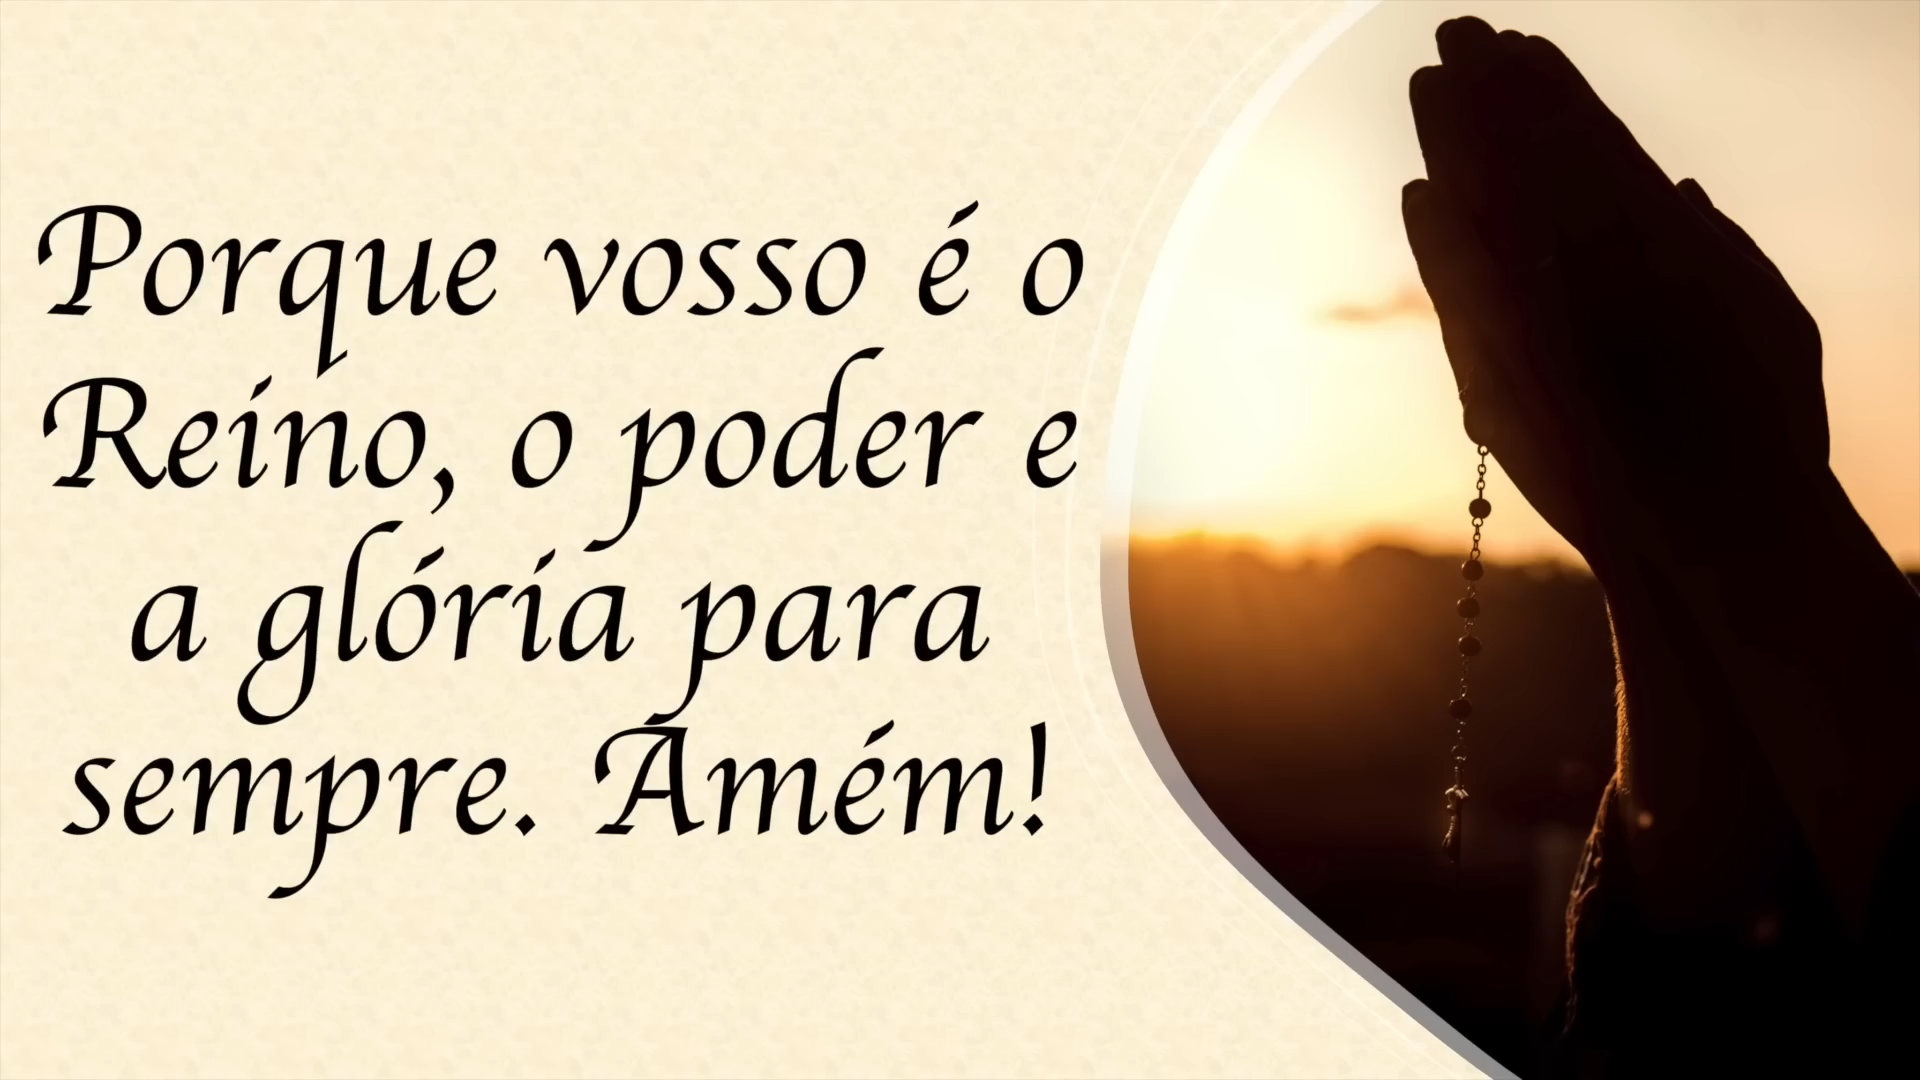 Porque vosso é o
Reino, o poder e
a glória para
sempre. Amém!